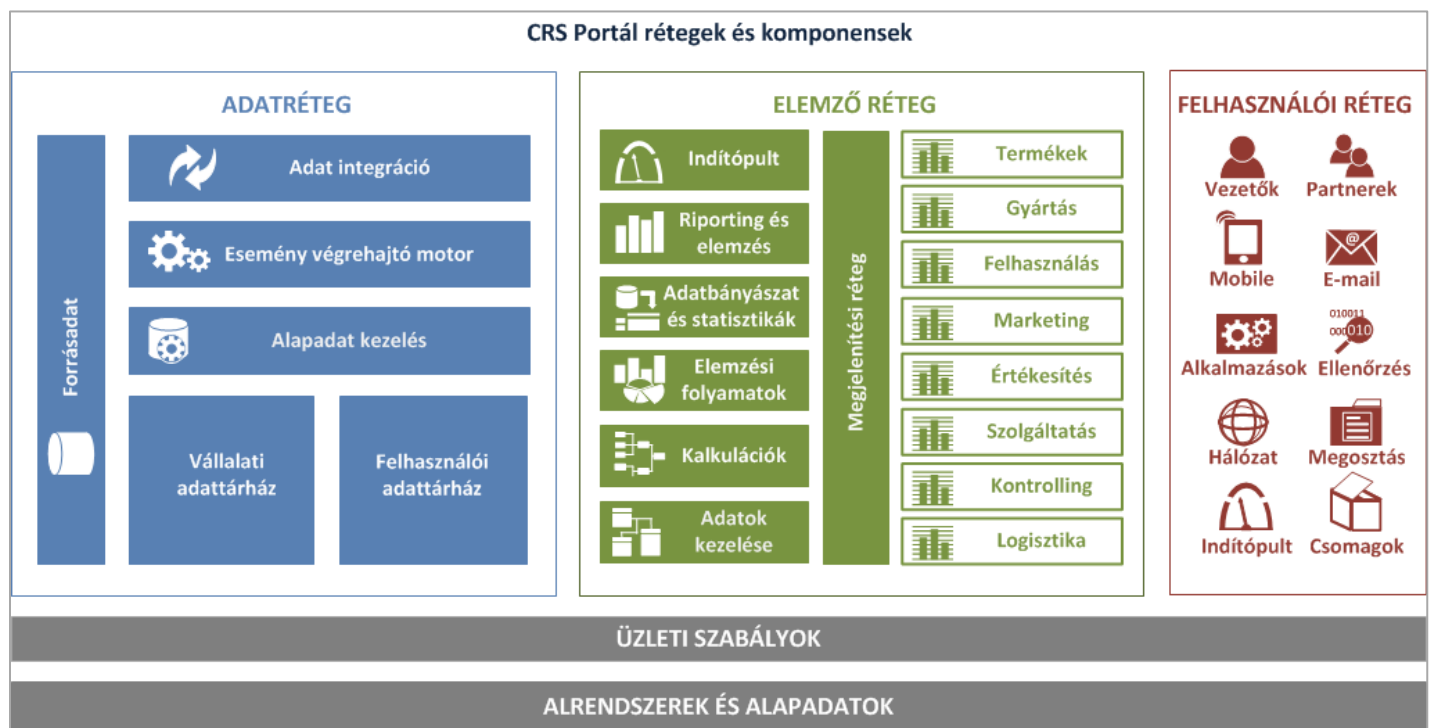 CRS Portál rétegek és komponensek
ADATRÉTEG
Forrásadat
Adat integráció
Esemény végrehajtó motor
Alapadat kezelés
Vállalati
adattárház
Felhasználói
adattárház
ELEMZŐ RÉTEG
Indítópult
Riporting és
elemzés
Adatbányászat
és statisztikák
Elemzési
folyamatok
Kalkulációk
Adatok
kezelése
Megjelenítési réteg
Termékek
Gyártás
Felhasználás
Marketing
Értékesítés
Szolgáltatás
Kontrolling
Logisztika
FELHASZNÁLÓI RÉTEG
Vezetők
Partnerek
Mobile
@
E-mail
Alkalmazások
010011
000010
Ellenőrzés
Hálózat
Megosztás
Indítópult
Csomagok
ÜZLETI SZABÁLYOK
ALRENDSZEREK ÉS ALAPADATOK